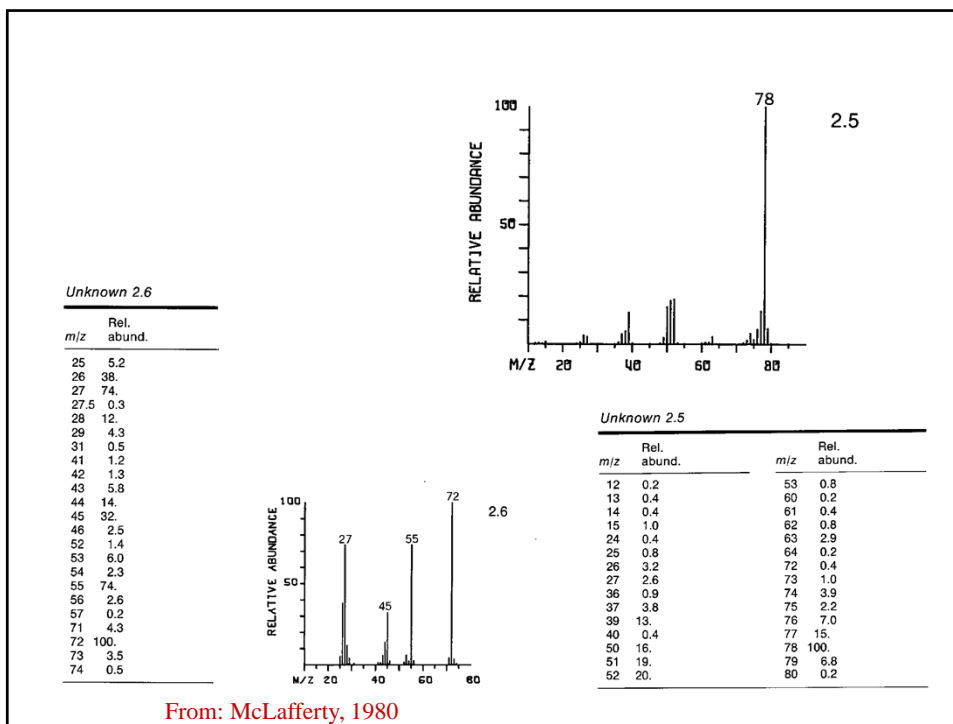 78
2.5
100
50
RELATIVE ABUNDANCE
M/Z 20 40 60 80
Unknown 2.6
m/z Rel. abund.
25 5.2
26 38.
27 74.
27.5 0.3
28 12.
29 4.3
31 0.5
41 1.2
42 1.3
43 5.8
44 14.
45 32.
46 2.5
52 1.4
53 6.0
54 2.3
55 74.
56 2.6
57 0.2
71 4.3
72 100.
73 3.5
74 0.5
72
2.6
100
27
55
50
45
RELATIVE ABUNDANCE
M/Z 20 40 60 80
Unknown 2.5
m/z Rel. abund. m/z Rel. abund.
12 0.2 53 0.8
13 0.4 60 0.2
14 0.4 61 0.4
15 1.0 62 0.8
24 0.4 63 2.9
25 0.8 64 0.2
26 3.2 72 0.4
27 2.6 73 1.0
36 0.9 74 3.9
37 3.8 75 2.2
39 13. 76 7.0
40 0.4 77 15.
50 16. 78 100.
51 19. 79 6.8
52 20. 80 0.2
From: McLafferty, 1980